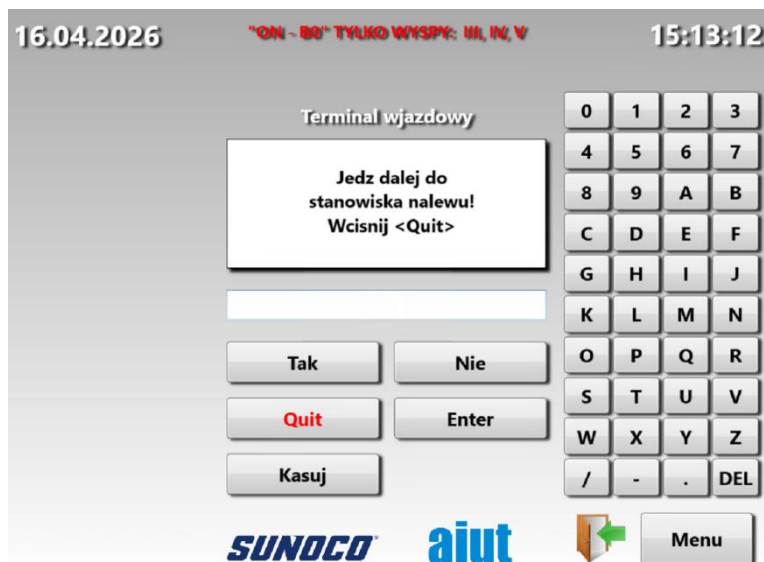 16.04.2026
"ON - B0" TYLKO WYSPY: III, IV, V
15:13:12
Terminal wjazdowy
Jedz dalej do
stanowiska nalewu!
Wcisnij <Quit>
Tak
Nie
Quit
Enter
Kasuj
0 1 2 3
4 5 6 7
8 9 A B
C D E F
G H I J
K L M N
O P Q R
S T U V
W X Y Z
/ - . DEL
SUNOCO
aiut
Menu